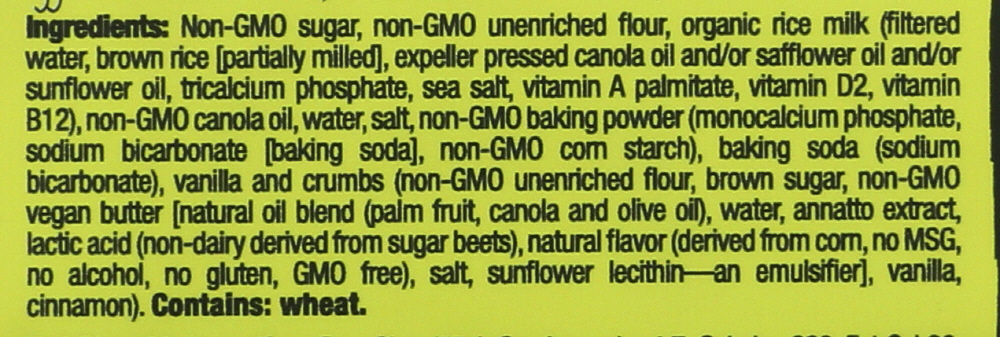 Ingredients: Non-GMO sugar, non-GMO unenriched flour, organic rice milk (filtered
water, brown rice [partially milled], expeller pressed canola oil and/or safflower oil and/or
sunflower oil, tricalcium phosphate, sea salt, vitamin A palmitate, vitamin D2, vitamin
B12), non-GMO canola oil, water, salt, non-GMO baking powder (monocalcium phosphate,
sodium bicarbonate [baking soda], non-GMO corn starch), baking soda (sodium
bicarbonate), vanilla and crumbs (non-GMO unenriched flour, brown sugar, non-GMO
vegan butter [natural oil blend (palm fruit, canola and olive oil), water, annatto extract,
lactic acid (non-dairy derived from sugar beets), natural flavor (derived from corn, no MSG,
no alcohol, no gluten, GMO free), salt, sunflower lecithin—an emulsifier], vanilla,
cinnamon). Contains: wheat.